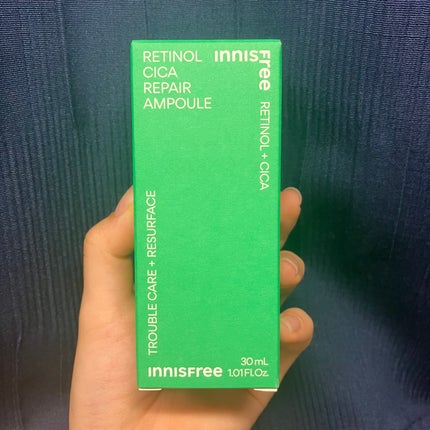 RETINOL
CICA
REPAIR
AMPOULE
INNISFree
RETINOL + CICA
TROUBLE CARE + RESURFACE
INNISFree
30 mL
1.01 Fl.Oz.